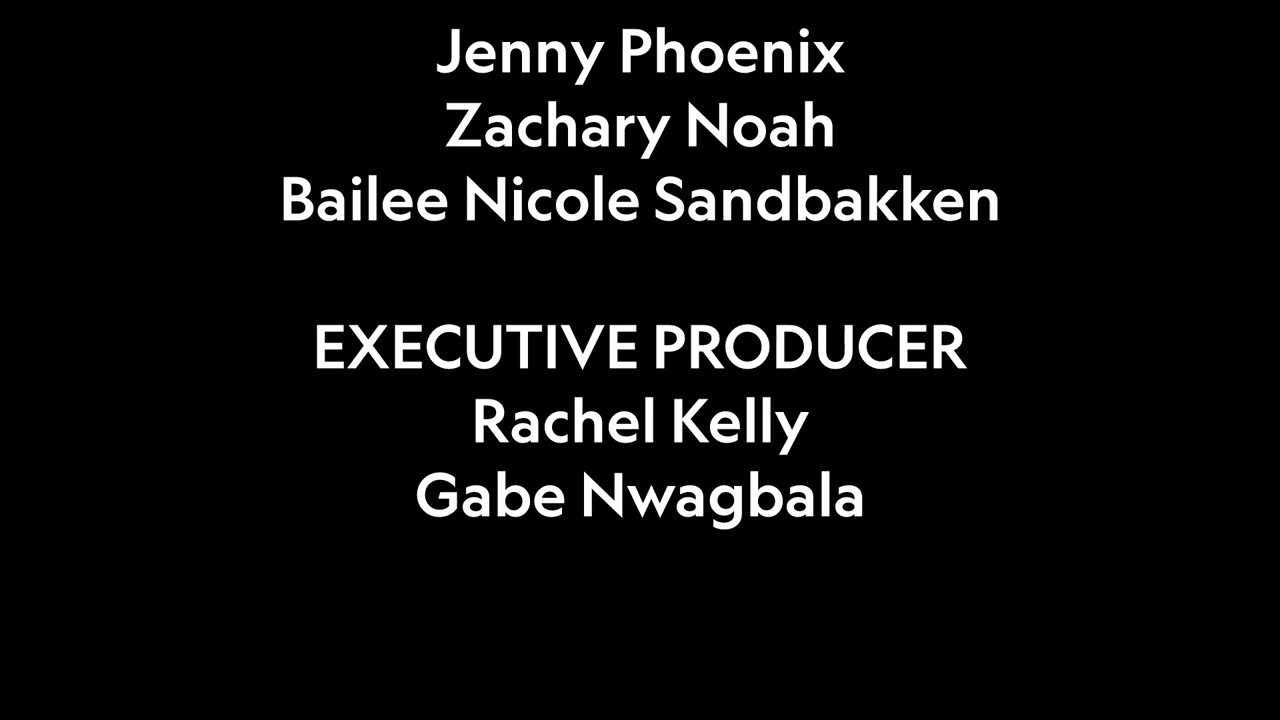 Jenny Phoenix
Zachary Noah
Bailee Nicole Sandbakken
EXECUTIVE PRODUCER
Rachel Kelly
Gabe Nwagbala